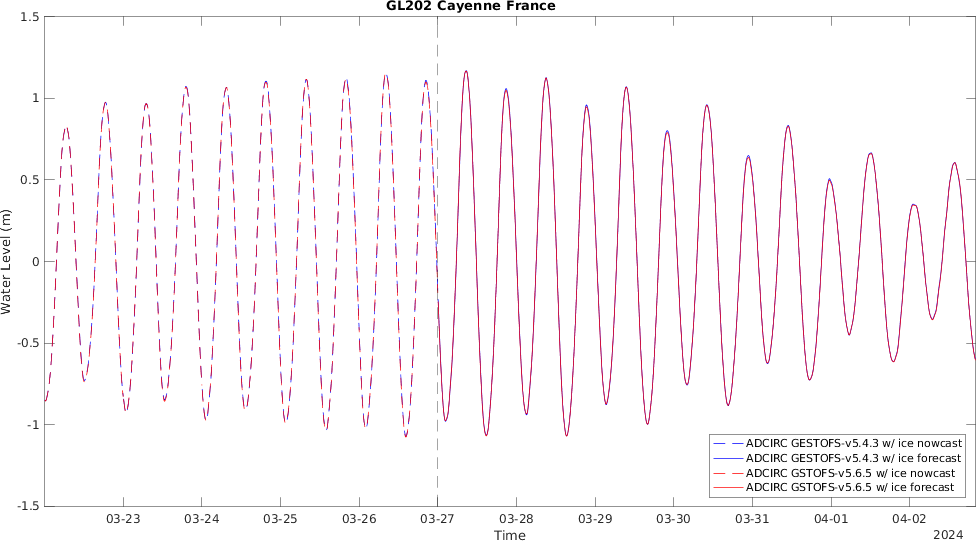 GL202 Cayenne France
1.5
1
0.5
0
-0.5
-1
-1.5
Water Level (m)
03-23 03-24 03-25 03-26 03-27 03-28 03-29 03-30 03-31 04-01 04-02
Time
2024
ADCIRC GESTOFS-v5.4.3 w/ ice nowcast
ADCIRC GESTOFS-v5.4.3 w/ ice forecast
ADCIRC GSTOFS-v5.6.5 w/ ice nowcast
ADCIRC GSTOFS-v5.6.5 w/ ice forecast